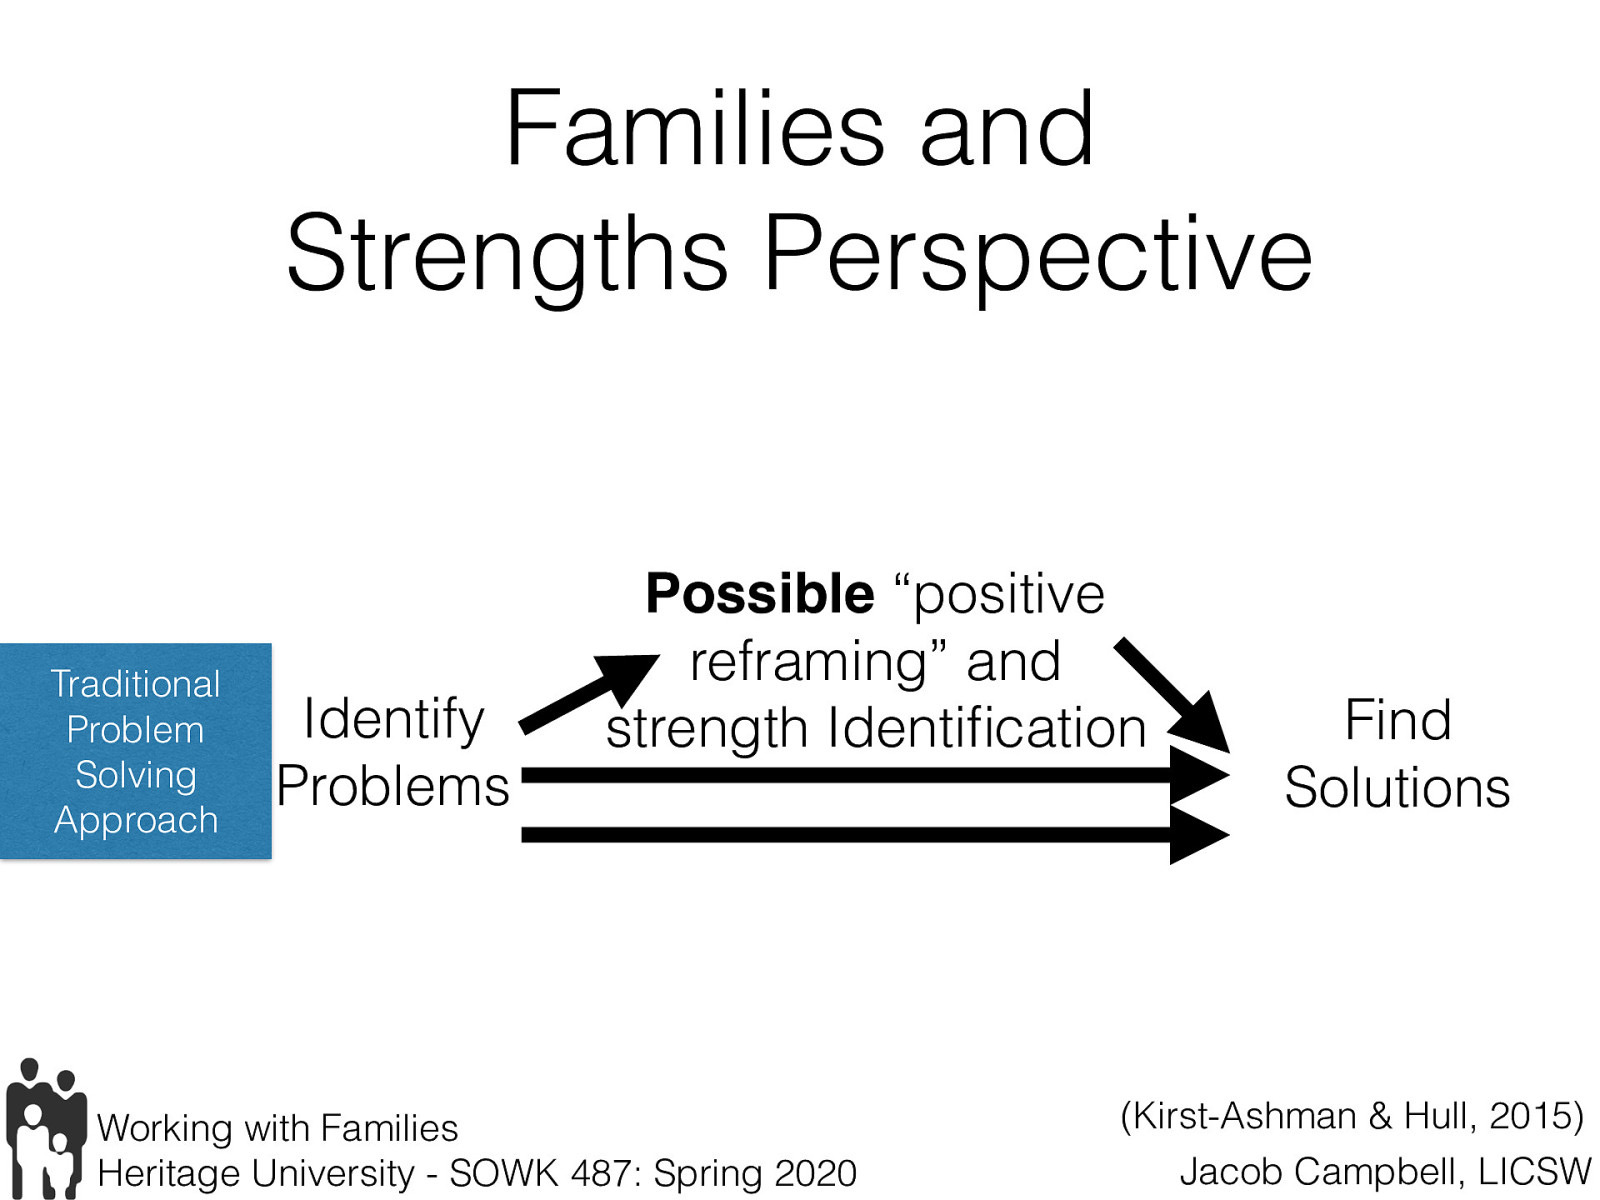 Families and
Strengths Perspective
Traditional
Problem
Solving
Approach
Identify
Problems
Possible “positive
reframing” and
strength Identification
Find
Solutions
Working with Families
Heritage University - SOWK 487: Spring 2020
(Kirst-Ashman & Hull, 2015)
Jacob Campbell, LICSW